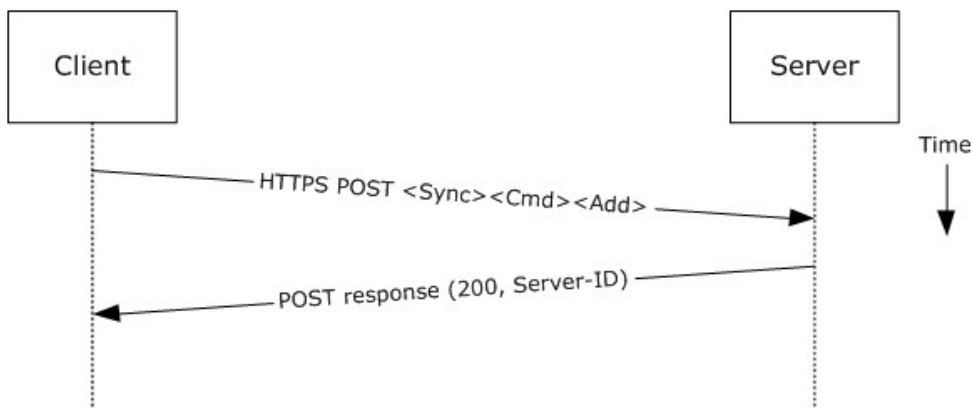 Client
Server
Time
HTTPS POST <Sync><Cmd><Add>
POST response (200, Server-ID)